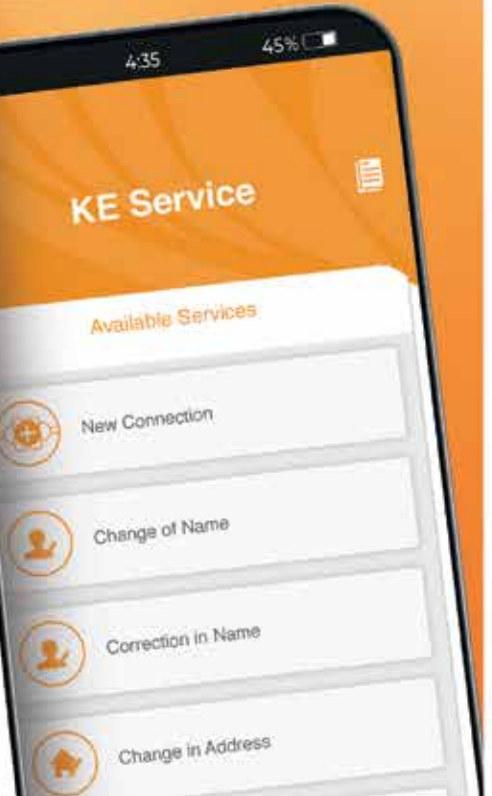 4:35 45%
KE Service
Available Services
New Connection
Change of Name
Correction in Name
Change in Address